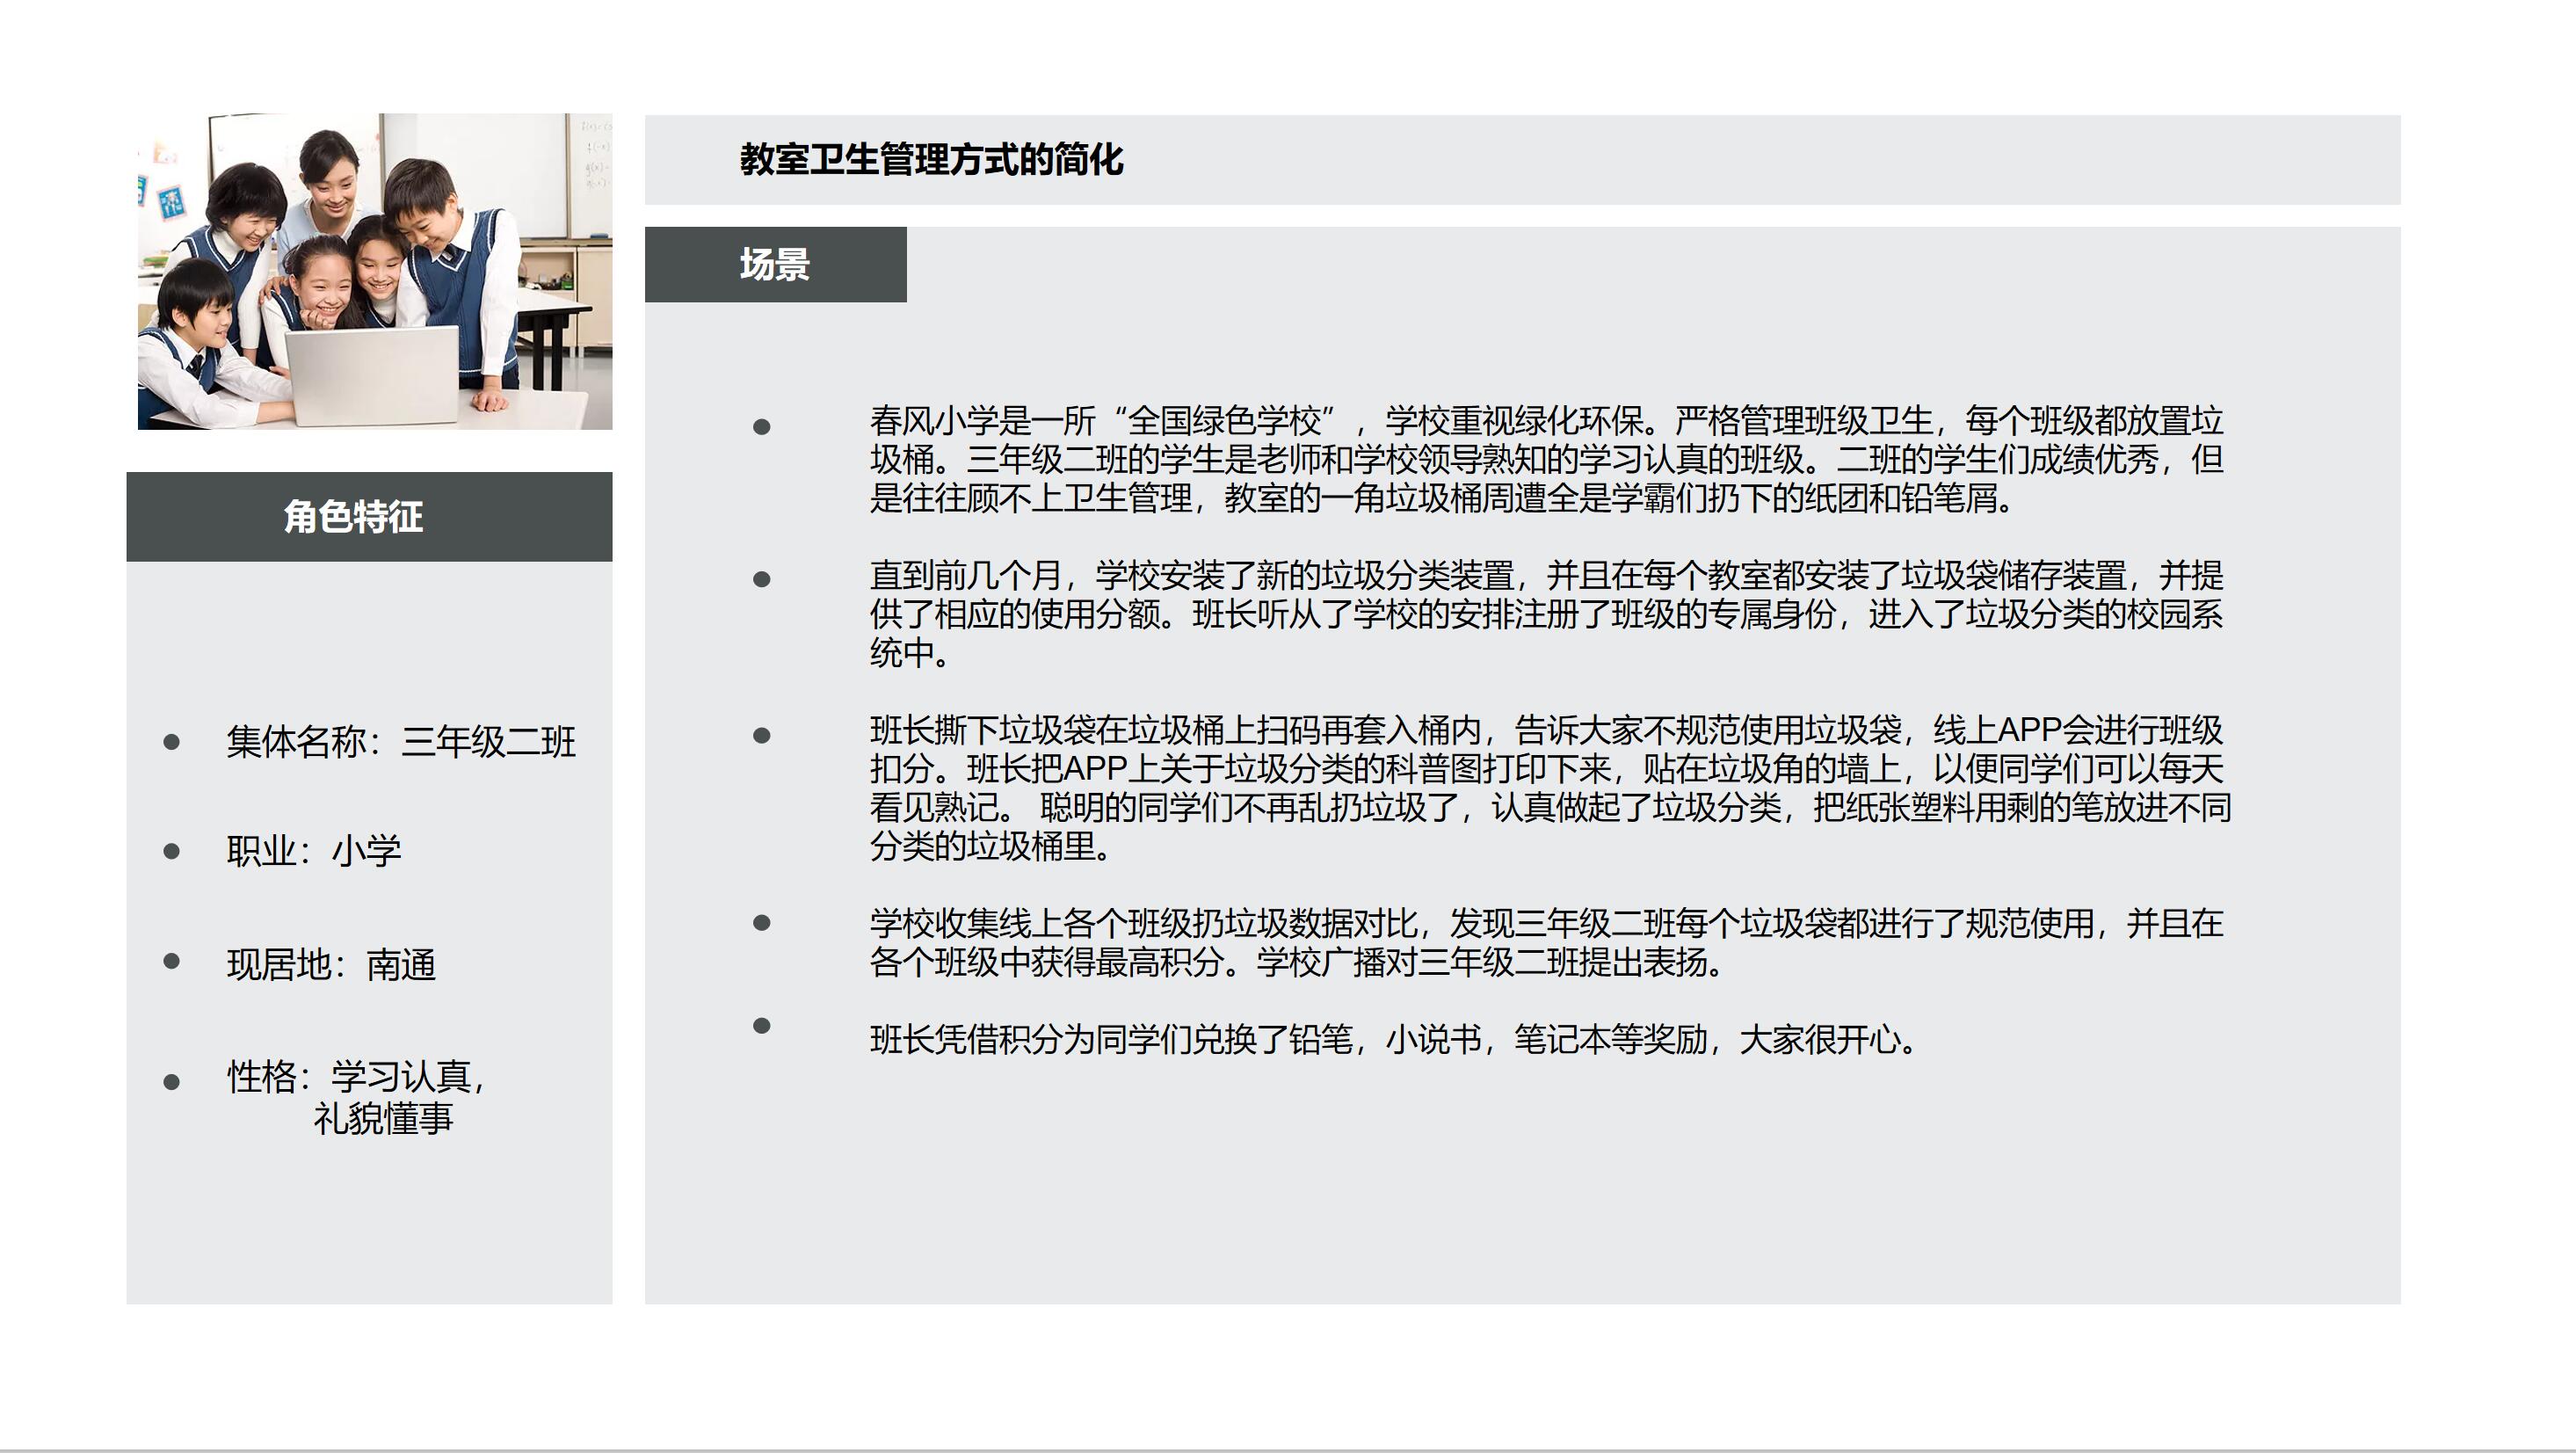 教室卫生管理方式的简化
场景
春风小学是一所“全国绿色学校”，学校重视绿化环保。严格管理班级卫生，每个班级都放置垃
圾桶。三年级二班的学生是老师和学校领导熟知的学习认真的班级。二班的学生们成绩优秀，但
是往往顾不上卫生管理，教室的一角垃圾桶周遭全是学霸们扔下的纸团和铅笔屑。
直到前几个月，学校安装了新的垃圾分类装置，并且在每个教室都安装了垃圾袋储存装置，并提
供了相应的使用分额。班长听从了学校的安排注册了班级的专属身份，进入了垃圾分类的校园系
统中。
班长撕下垃圾袋在垃圾桶上扫码再套入桶内，告诉大家不规范使用垃圾袋，线上APP会进行班级
扣分。班长把APP上关于垃圾分类的科普图打印下来，贴在垃圾角的墙上，以便同学们可以每天
看见熟记。 聪明的同学们不再乱扔垃圾了，认真做起了垃圾分类，把纸张塑料用剩的笔放进不同
分类的垃圾桶里。
学校收集线上各个班级扔垃圾数据对比，发现三年级二班每个垃圾袋都进行了规范使用，并且在
各个班级中获得最高积分。学校广播对三年级二班提出表扬。
班长凭借积分为同学们兑换了铅笔，小说书，笔记本等奖励，大家很开心。
角色特征
集体名称：三年级二班
职业：小学
现居地：南通
性格：学习认真，
礼貌懂事